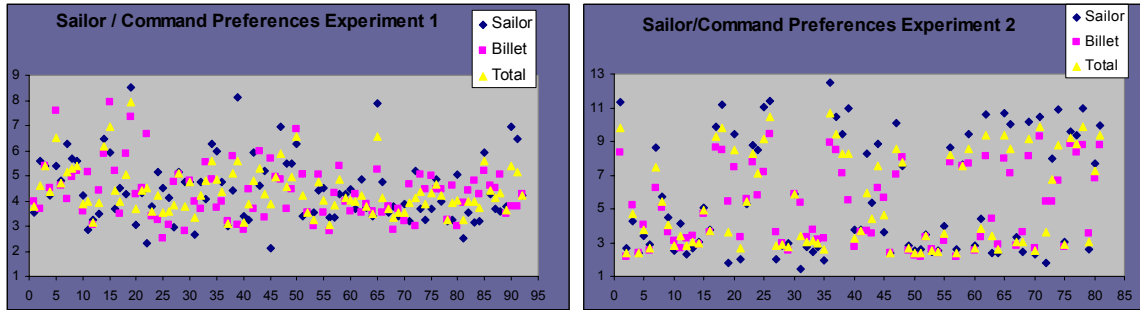 Sailor / Command Preferences Experiment 1
Sailor
Billet
Total
9
8
7
6
5
4
3
2
1
0 5 10 15 20 25 30 35 40 45 50 55 60 65 70 75 80 85 90 95
Sailor/Command Preferences Experiment 2
Sailor
Billet
Total
13
11
9
7
5
3
1
0 5 10 15 20 25 30 35 40 45 50 55 60 65 70 75 80 85